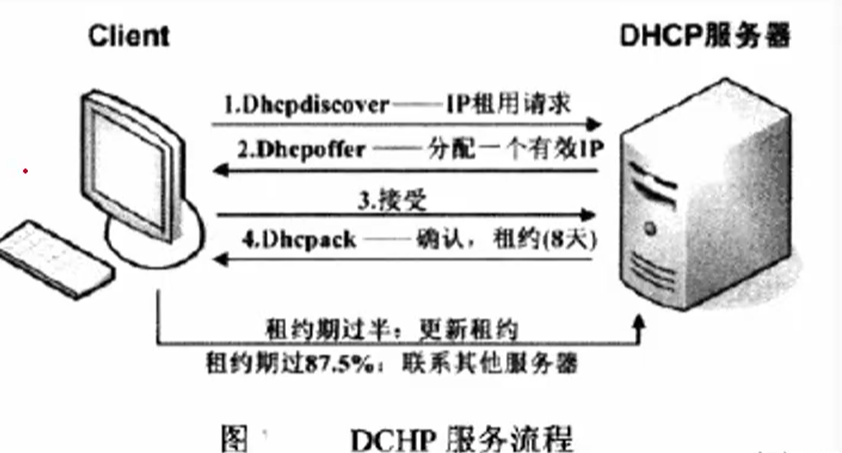 Client
DHCP服务器
1.Dhcpdiscover——IP租用请求
2.Dhcpoffer ——分配一个有效IP
3.接受
4.Dhcpack ——确认，租约(8天)
租约期过半：更新租约
租约期过87.5%：联系其他服务器
图 DCHP 服务流程